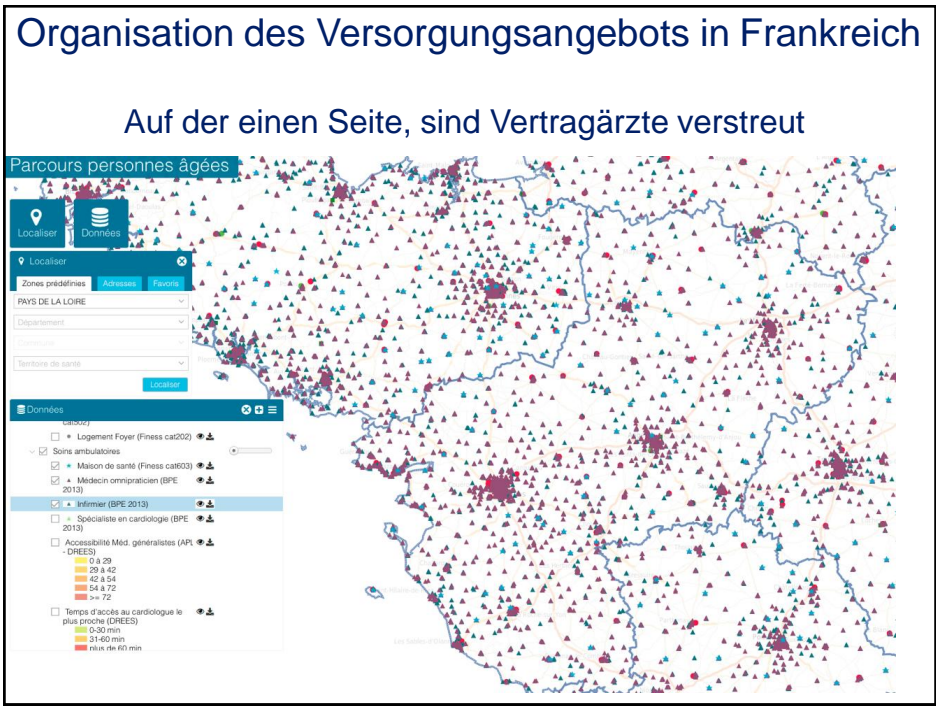 Organisation des Versorgungsangebots in Frankreich
Auf der einen Seite, sind Vertragärzte verstreut
Parcours personnes âgées
Localiser
Données
Localiser
Zones prédéfinies
Adresses
Favoris
PAYS DE LA LOIRE
Département
Commune
Territoire de santé
Localiser
Données
cat502)
Logement Foyer (Finess cat202)
Soins ambulatoires
Maison de santé (Finess cat603)
Médecin omnipraticien (BPE
2013)
Infirmier (BPE 2013)
Spécialiste en cardiologie (BPE
2013)
Accessibilité Méd. généralistes (APL
- DREES)
0 à 29
29 à 42
42 à 54
54 à 72
>= 72
Temps d'accès au cardiologue le
plus proche (DREES)
0-30 min
31-60 min
plus de 60 min